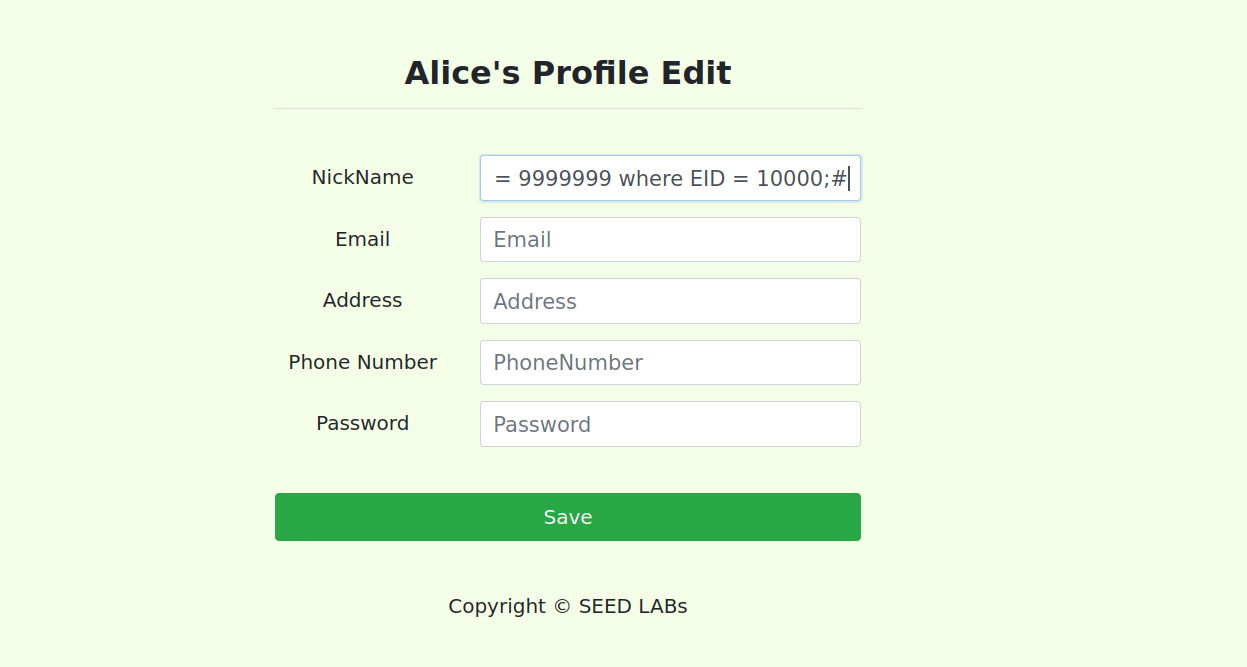 Alice's Profile Edit
NickName
= 9999999 where EID = 10000;#
Email
Email
Address
Address
Phone Number
PhoneNumber
Password
Password
Save
Copyright © SEED LABs